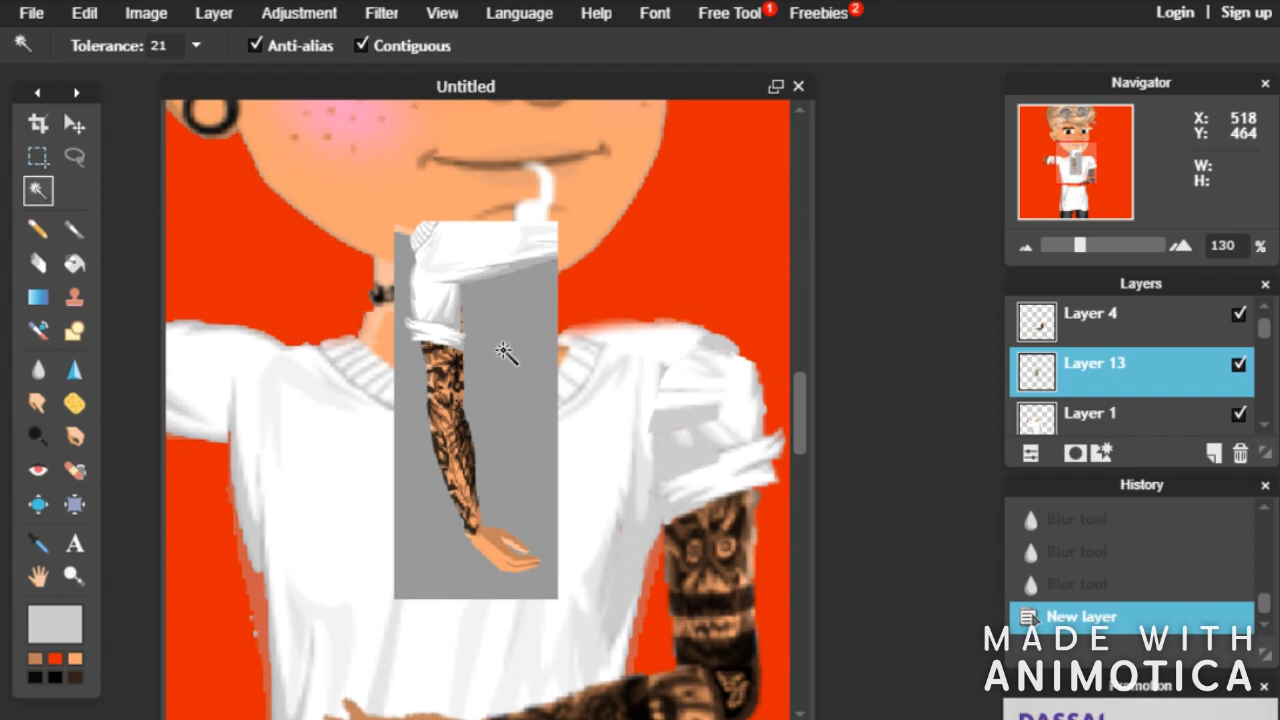 File Edit Image Layer Adjustment Filter View Language Help Font Free Tool 1 Freebies 2 Login | Sign up
Tolerance: 21 Anti-alias Contiguous
Untitled
Navigator
X: 518
Y: 464
W:
H:
130 %
Layers
Layer 4
Layer 13
Layer 1
History
Blur tool
Blur tool
Blur tool
New layer
MADE WITH
ANIMOTICA